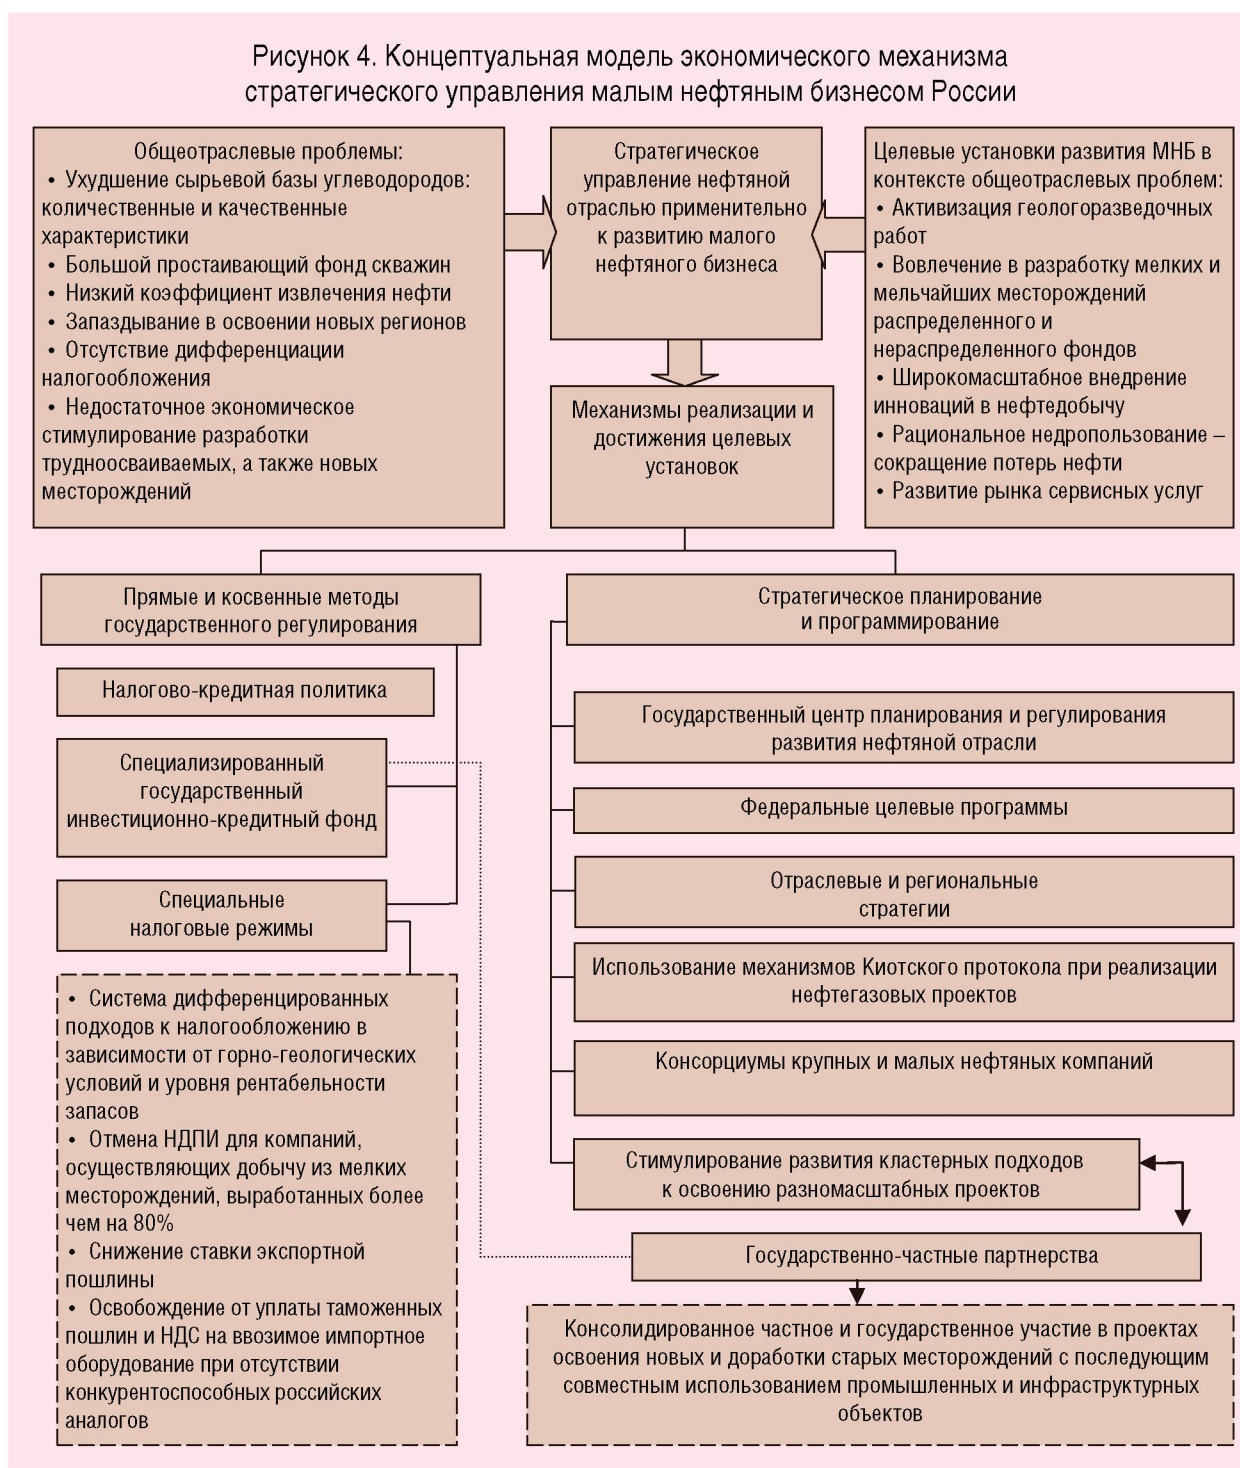 Рисунок 4. Концептуальная модель экономического механизма
стратегического управления малым нефтяным бизнесом России
Общеотраслевые проблемы:
• Ухудшение сырьевой базы углеводородов:
количественные и качественные
характеристики
• Большой простаивающий фонд скважин
• Низкий коэффициент извлечения нефти
• Запаздывание в освоении новых регионов
• Отсутствие дифференциации
налогообложения
• Недостаточное экономическое
стимулирование разработки
трудноосваиваемых, а также новых
месторождений
Стратегическое
управление нефтяной
отраслью применительно
к развитию малого
нефтяного бизнеса
Целевые установки развития МНБ в
контексте общеотраслевых проблем:
• Активизация геологоразведочных
работ
• Вовлечение в разработку мелких и
мельчайших месторождений
распределенного и
нераспределенного фондов
• Широкомасштабное внедрение
инноваций в нефтедобычу
• Рациональное недропользование –
сокращение потерь нефти
• Развитие рынка сервисных услуг
Механизмы реализации и
достижения целевых
установок
Прямые и косвенные методы
государственного регулирования
Налогово-кредитная политика
Специализированный
государственный
инвестиционно-кредитный фонд
Специальные
налоговые режимы
• Система дифференцированных
подходов к налогообложению в
зависимости от горно-геологических
условий и уровня рентабельности
запасов
• Отмена НДПИ для компаний,
осуществляющих добычу из мелких
месторождений, выработанных более
чем на 80%
• Снижение ставки экспортной
пошлины
• Освобождение от уплаты таможенных
пошлин и НДС на ввозимое импортное
оборудование при отсутствии
конкурентоспособных российских
аналогов
Стратегическое планирование
и программирование
Государственный центр планирования и регулирования
развития нефтяной отрасли
Федеральные целевые программы
Отраслевые и региональные
стратегии
Использование механизмов Киотского протокола при реализации
нефтегазовых проектов
Консорциумы крупных и малых нефтяных компаний
Стимулирование развития кластерных подходов
к освоению разномасштабных проектов
Государственно-частные партнерства
Консолидированное частное и государственное участие в проектах
освоения новых и доработки старых месторождений с последующим
совместным использованием промышленных и инфраструктурных
объектов